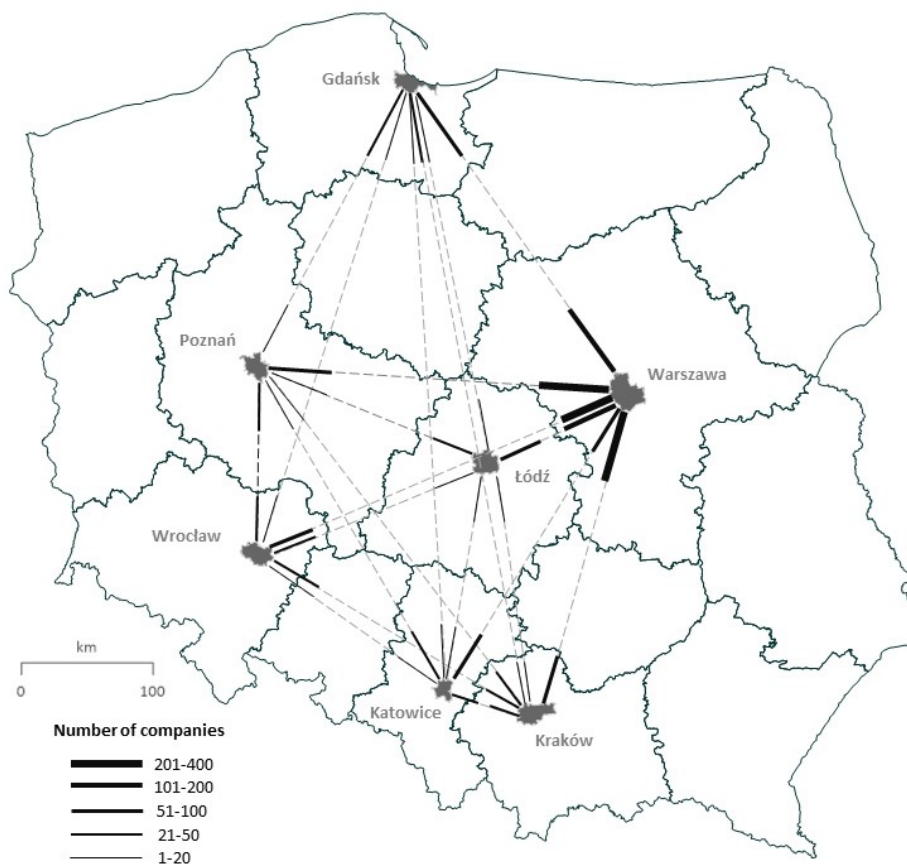 Gdańsk
Poznań
Warszawa
Łódź
Wrocław
km
0 100
Katowice
Kraków
Number of companies
201-400
101-200
51-100
21-50
1-20